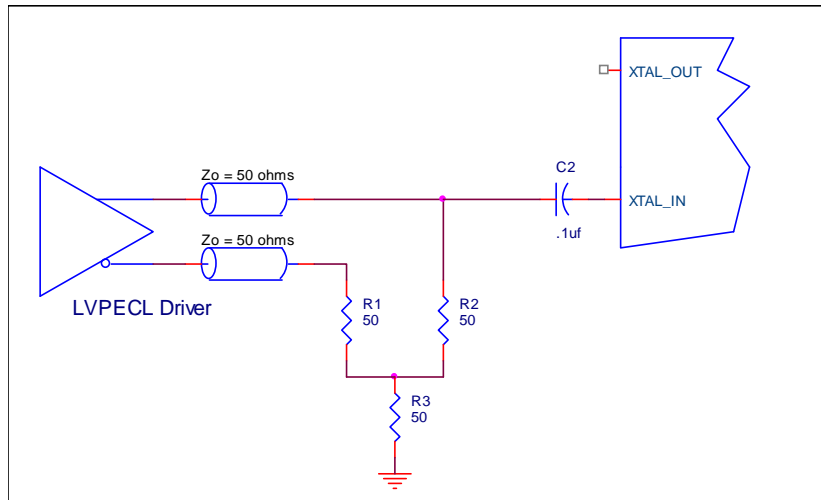 XTAL_OUT
Zo = 50 ohms
C2
XTAL_IN
.1uf
Zo = 50 ohms
LVPECL Driver
R1
50
R2
50
R3
50